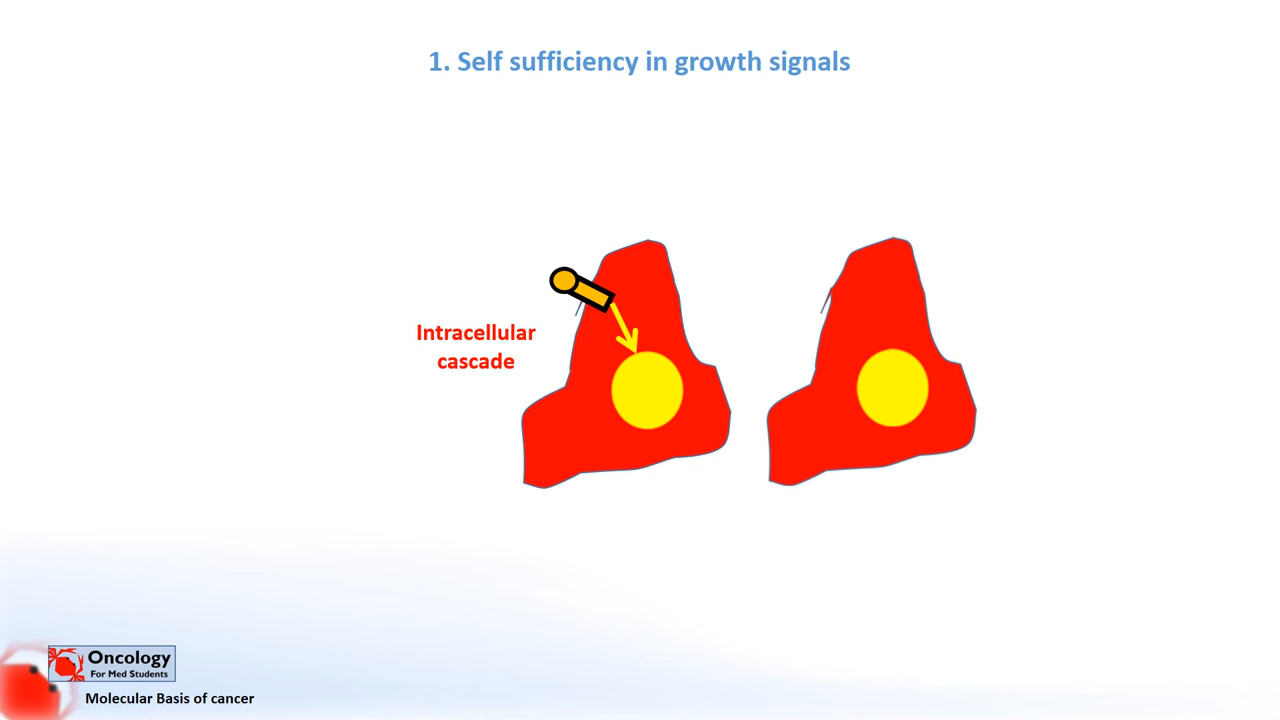 1. Self sufficiency in growth signals
Intracellular
cascade
Oncology
For Med Students
Molecular Basis of cancer